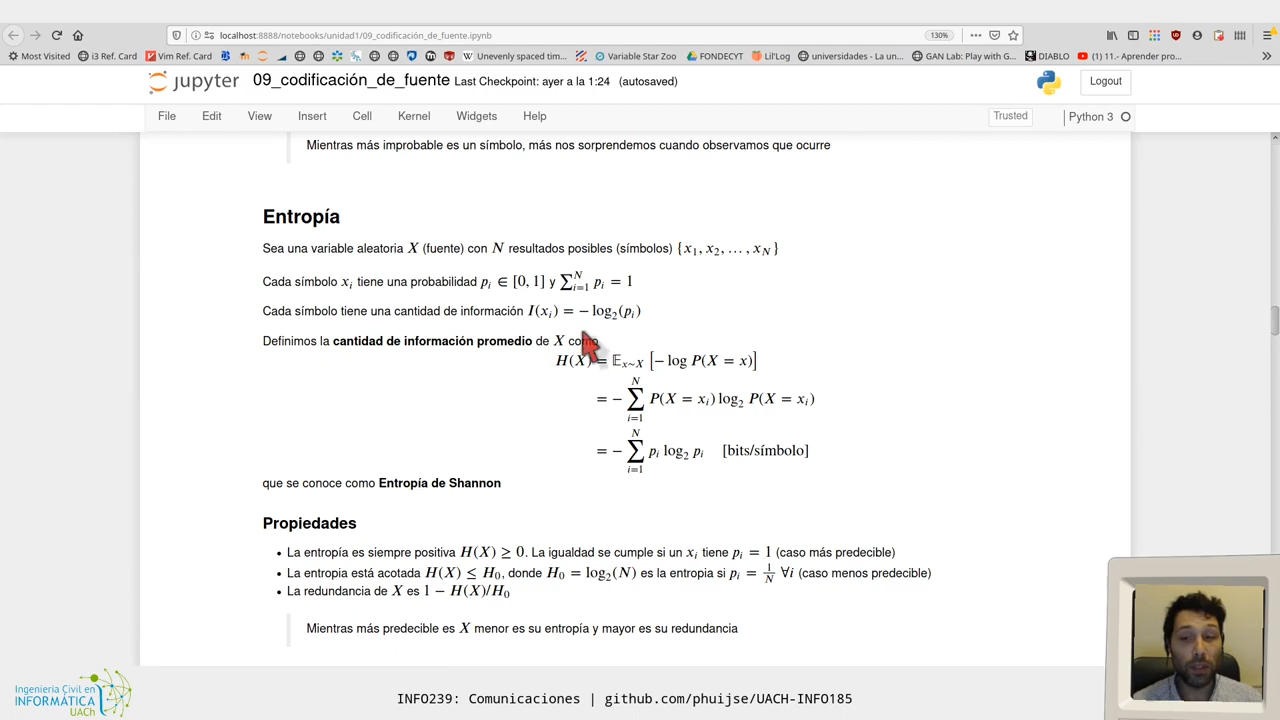 localhost:8888/notebooks/unidad1/09_codificación_de_fuente.ipynb 130%
Most Visited i3 Ref. Card Vim Ref. Card Unevenly spaced tim... Variable Star Zoo FONDECYT Lil'Log universidades - La un... GAN Lab: Play with G... DIABLO (1) 11.- Aprender pro...
jupyter 09_codificación_de_fuente Last Checkpoint: ayer a la 1:24 (autosaved) Logout
File Edit View Insert Cell Kernel Widgets Help Trusted Python 3
Mientras más improbable es un símbolo, más nos sorprendemos cuando observamos que ocurre
Entropía
Sea una variable aleatoria X (fuente) con N resultados posibles (símbolos) {x₁, x₂, …, x_N}
Cada símbolo xᵢ tiene una probabilidad pᵢ ∈ [0, 1] y ∑ᵢ₌₁ᴺ pᵢ = 1
Cada símbolo tiene una cantidad de información I(xᵢ) = − log₂(pᵢ)
Definimos la cantidad de información promedio de X como
H(X) = 𝔼ₓ∼X [− log P(X = x)]
= − ∑ᵢ₌₁ᴺ P(X = xᵢ) log₂ P(X = xᵢ)
= − ∑ᵢ₌₁ᴺ pᵢ log₂ pᵢ [bits/símbolo]
que se conoce como Entropía de Shannon
Propiedades
• La entropía es siempre positiva H(X) ≥ 0. La igualdad se cumple si un xᵢ tiene pᵢ = 1 (caso más predecible)
• La entropia está acotada H(X) ≤ H₀, donde H₀ = log₂(N) es la entropia si pᵢ = 1/N ∀i (caso menos predecible)
• La redundancia de X es 1 − H(X)/H₀
Mientras más predecible es X menor es su entropía y mayor es su redundancia
Ingeniería Civil en
INFORMÁTICA
UACh
INFO239: Comunicaciones | github.com/phuijse/UACH-INFO185